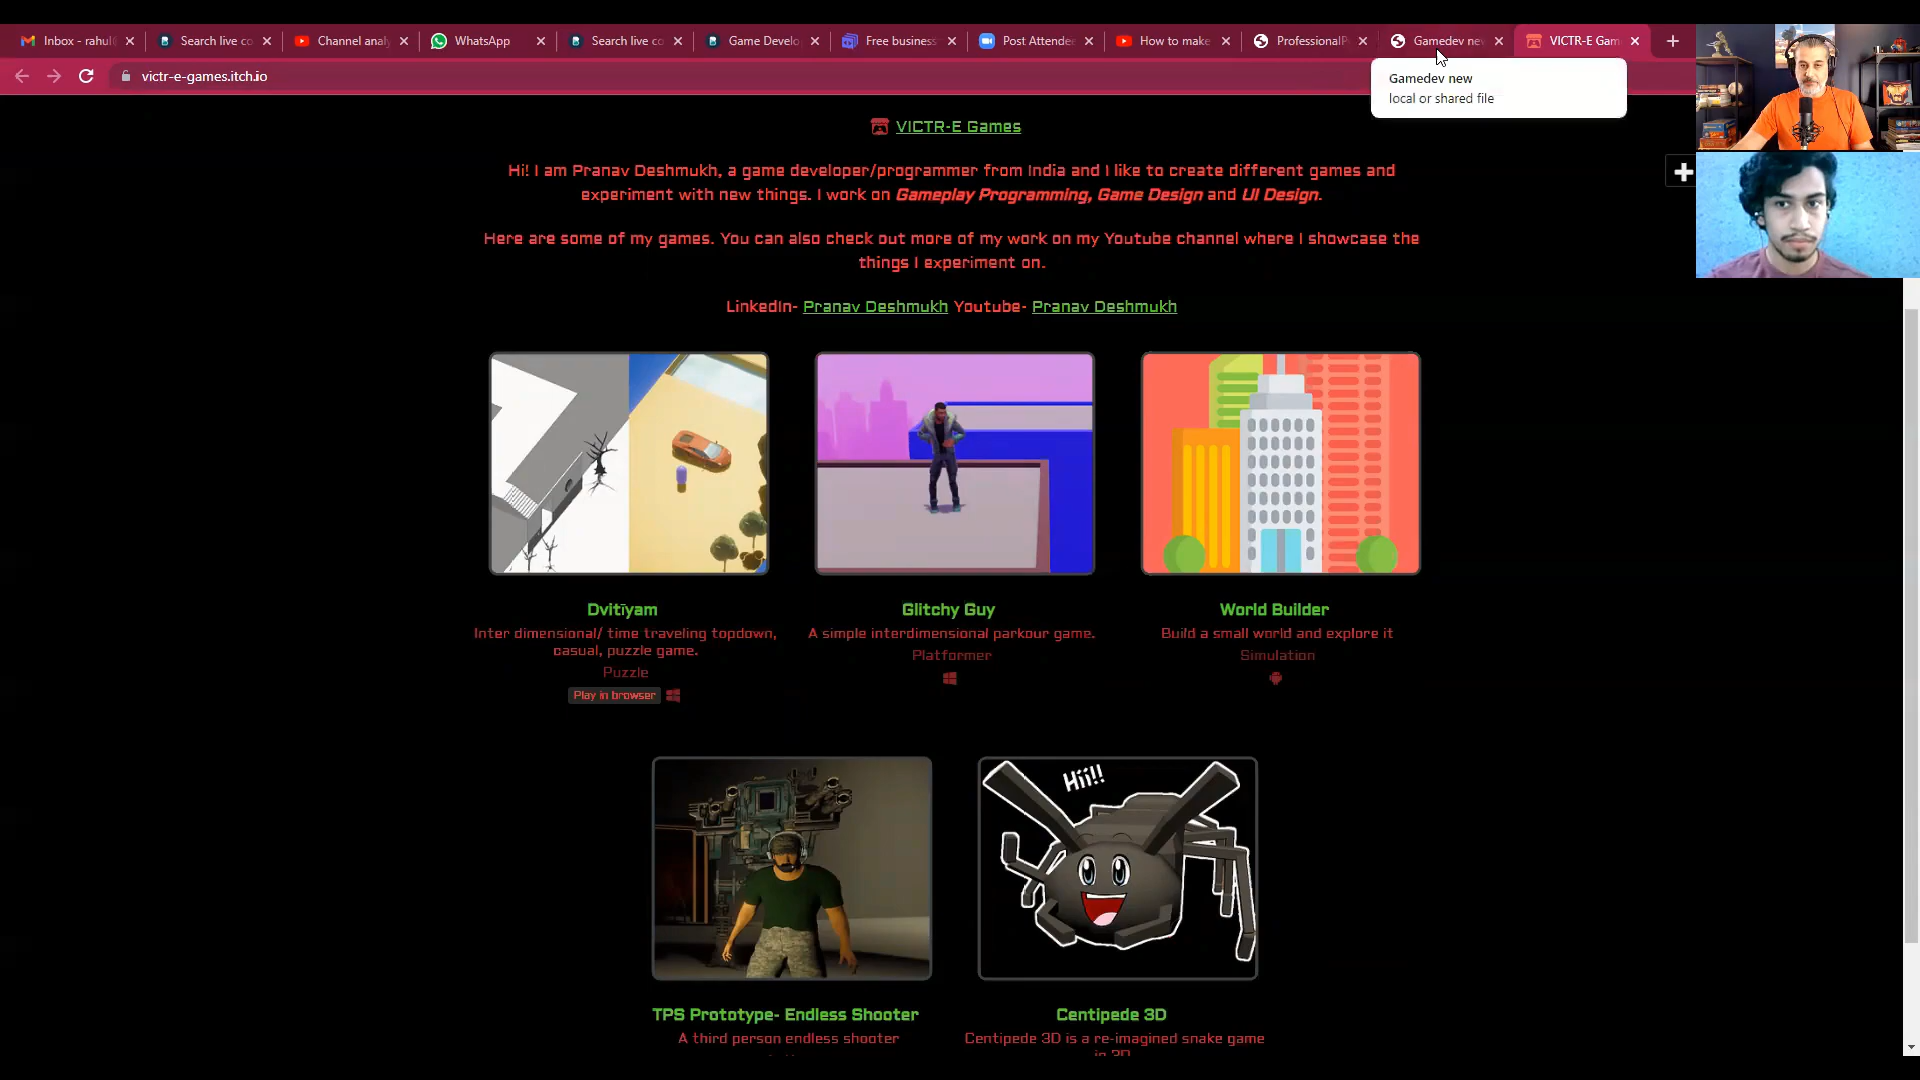 Inbox - rahul
Search live co
Channel analy
WhatsApp
Search live co
Game Develo
Free business
Post Attendee
How to make
ProfessionalP
Gamedev new
VICTR-E Gam
victr-e-games.itch.io
Gamedev new
local or shared file
VICTR-E Games
Hi! I am Pranav Deshmukh, a game developer/programmer from India and I like to create different games and
experiment with new things. I work on Gameplay Programming, Game Design and UI Design.
Here are some of my games. You can also check out more of my work on my Youtube channel where I showcase the
things I experiment on.
LinkedIn- Pranav Deshmukh Youtube- Pranav Deshmukh
Dvitīyam
Inter dimensional/ time traveling topdown,
casual, puzzle game.
Puzzle
Play in browser
Glitchy Guy
A simple interdimensional parkour game.
Platformer
World Builder
Build a small world and explore it
Simulation
Hii!!
TPS Prototype- Endless Shooter
A third person endless shooter
Centipede 3D
Centipede 3D is a re-imagined snake game
in 3D